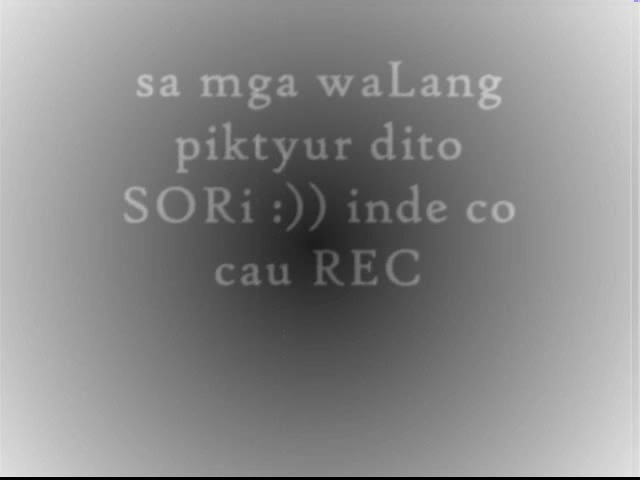 sa mga waLang
piktyur dito
SORi :)) inde co
cau REC